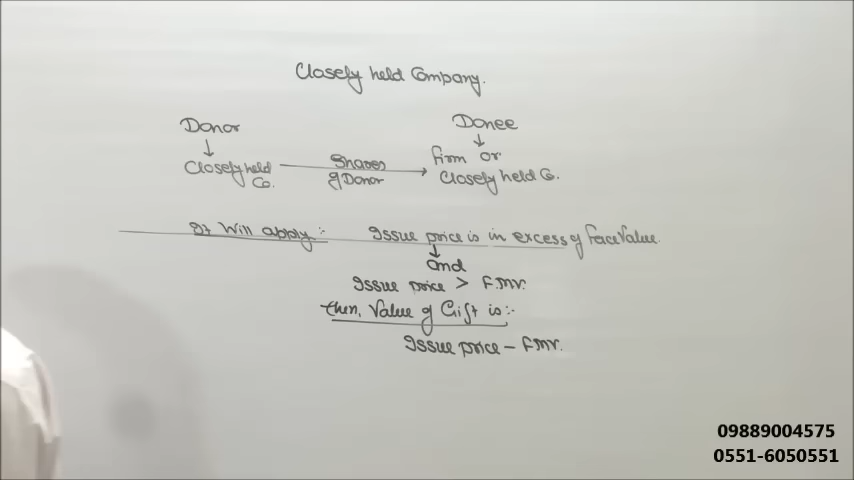 Closely held Company.
Donor
Donee
Closely held Co.
Shares of Donor
firm or
Closely held Co.
It Will apply:-
Issue price is in excess of Face Value.
and
Issue price > F.m.v.
then, Value of Gift is:-
Issue price - F.m.v.
09889004575
0551-6050551